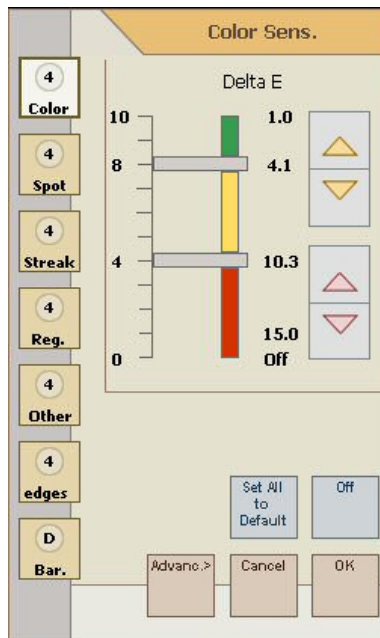 Color Sens.
4
Color
Delta E
10
1.0
8
4.1
4
Spot
4
Streak
4
10.3
4
Reg.
15.0
0
Off
4
Other
4
edges
Set All
to
Default
Off
D
Bar.
Advanc.>
Cancel
OK